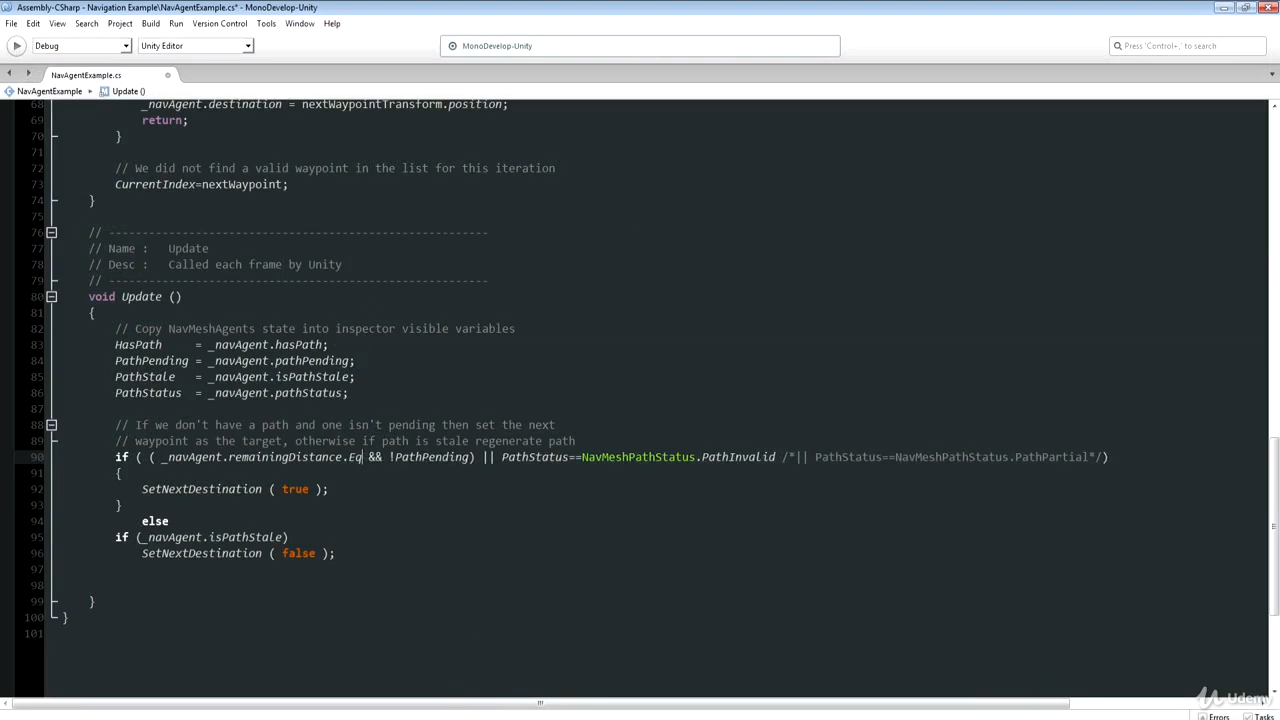 Assembly-CSharp - Navigation Example\NavAgentExample.cs* - MonoDevelop-Unity
File Edit View Search Project Build Run Version Control Tools Window Help
Debug Unity Editor MonoDevelop-Unity Press 'Control+,' to search
NavAgentExample.cs
NavAgentExample Update ()
68 _navAgent.destination = nextWaypointTransform.position;
69 return;
70 }
71
72 // We did not find a valid waypoint in the list for this iteration
73 CurrentIndex=nextWaypoint;
74 }
75
76 // ---------------------------------------------------------
77 // Name : Update
78 // Desc : Called each frame by Unity
79 // ---------------------------------------------------------
80 void Update ()
81 {
82 // Copy NavMeshAgents state into inspector visible variables
83 HasPath = _navAgent.hasPath;
84 PathPending = _navAgent.pathPending;
85 PathStale = _navAgent.isPathStale;
86 PathStatus = _navAgent.pathStatus;
87
88 // If we don't have a path and one isn't pending then set the next
89 // waypoint as the target, otherwise if path is stale regenerate path
90 if ( ( _navAgent.remainingDistance.Eq && !PathPending) || PathStatus==NavMeshPathStatus.PathInvalid /*|| PathStatus==NavMeshPathStatus.PathPartial*/)
91 {
92 SetNextDestination ( true );
93 }
94 else
95 if (_navAgent.isPathStale)
96 SetNextDestination ( false );
97
98
99 }
100 }
101
Udemy
Errors Tasks